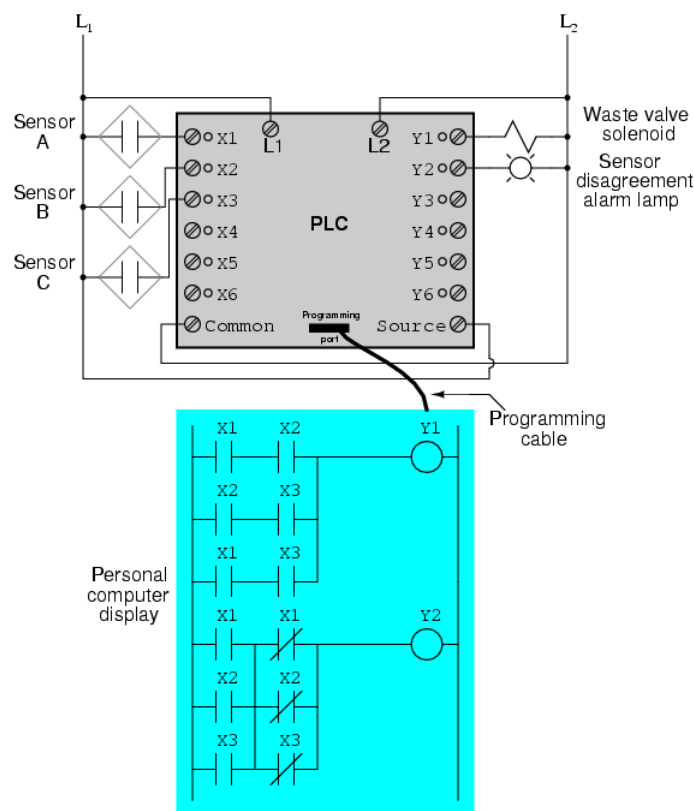 L1
L2
Sensor
A
Sensor
B
Sensor
C
L1
L2
X1
X2
X3
X4
X5
X6
Common
PLC
Programming
port
Y1
Y2
Y3
Y4
Y5
Y6
Source
Waste valve
solenoid
Sensor
disagreement
alarm lamp
Programming
cable
Personal
computer
display
X1 X2 Y1
X2 X3
X1 X3
X1 X1 Y2
X2 X2
X3 X3